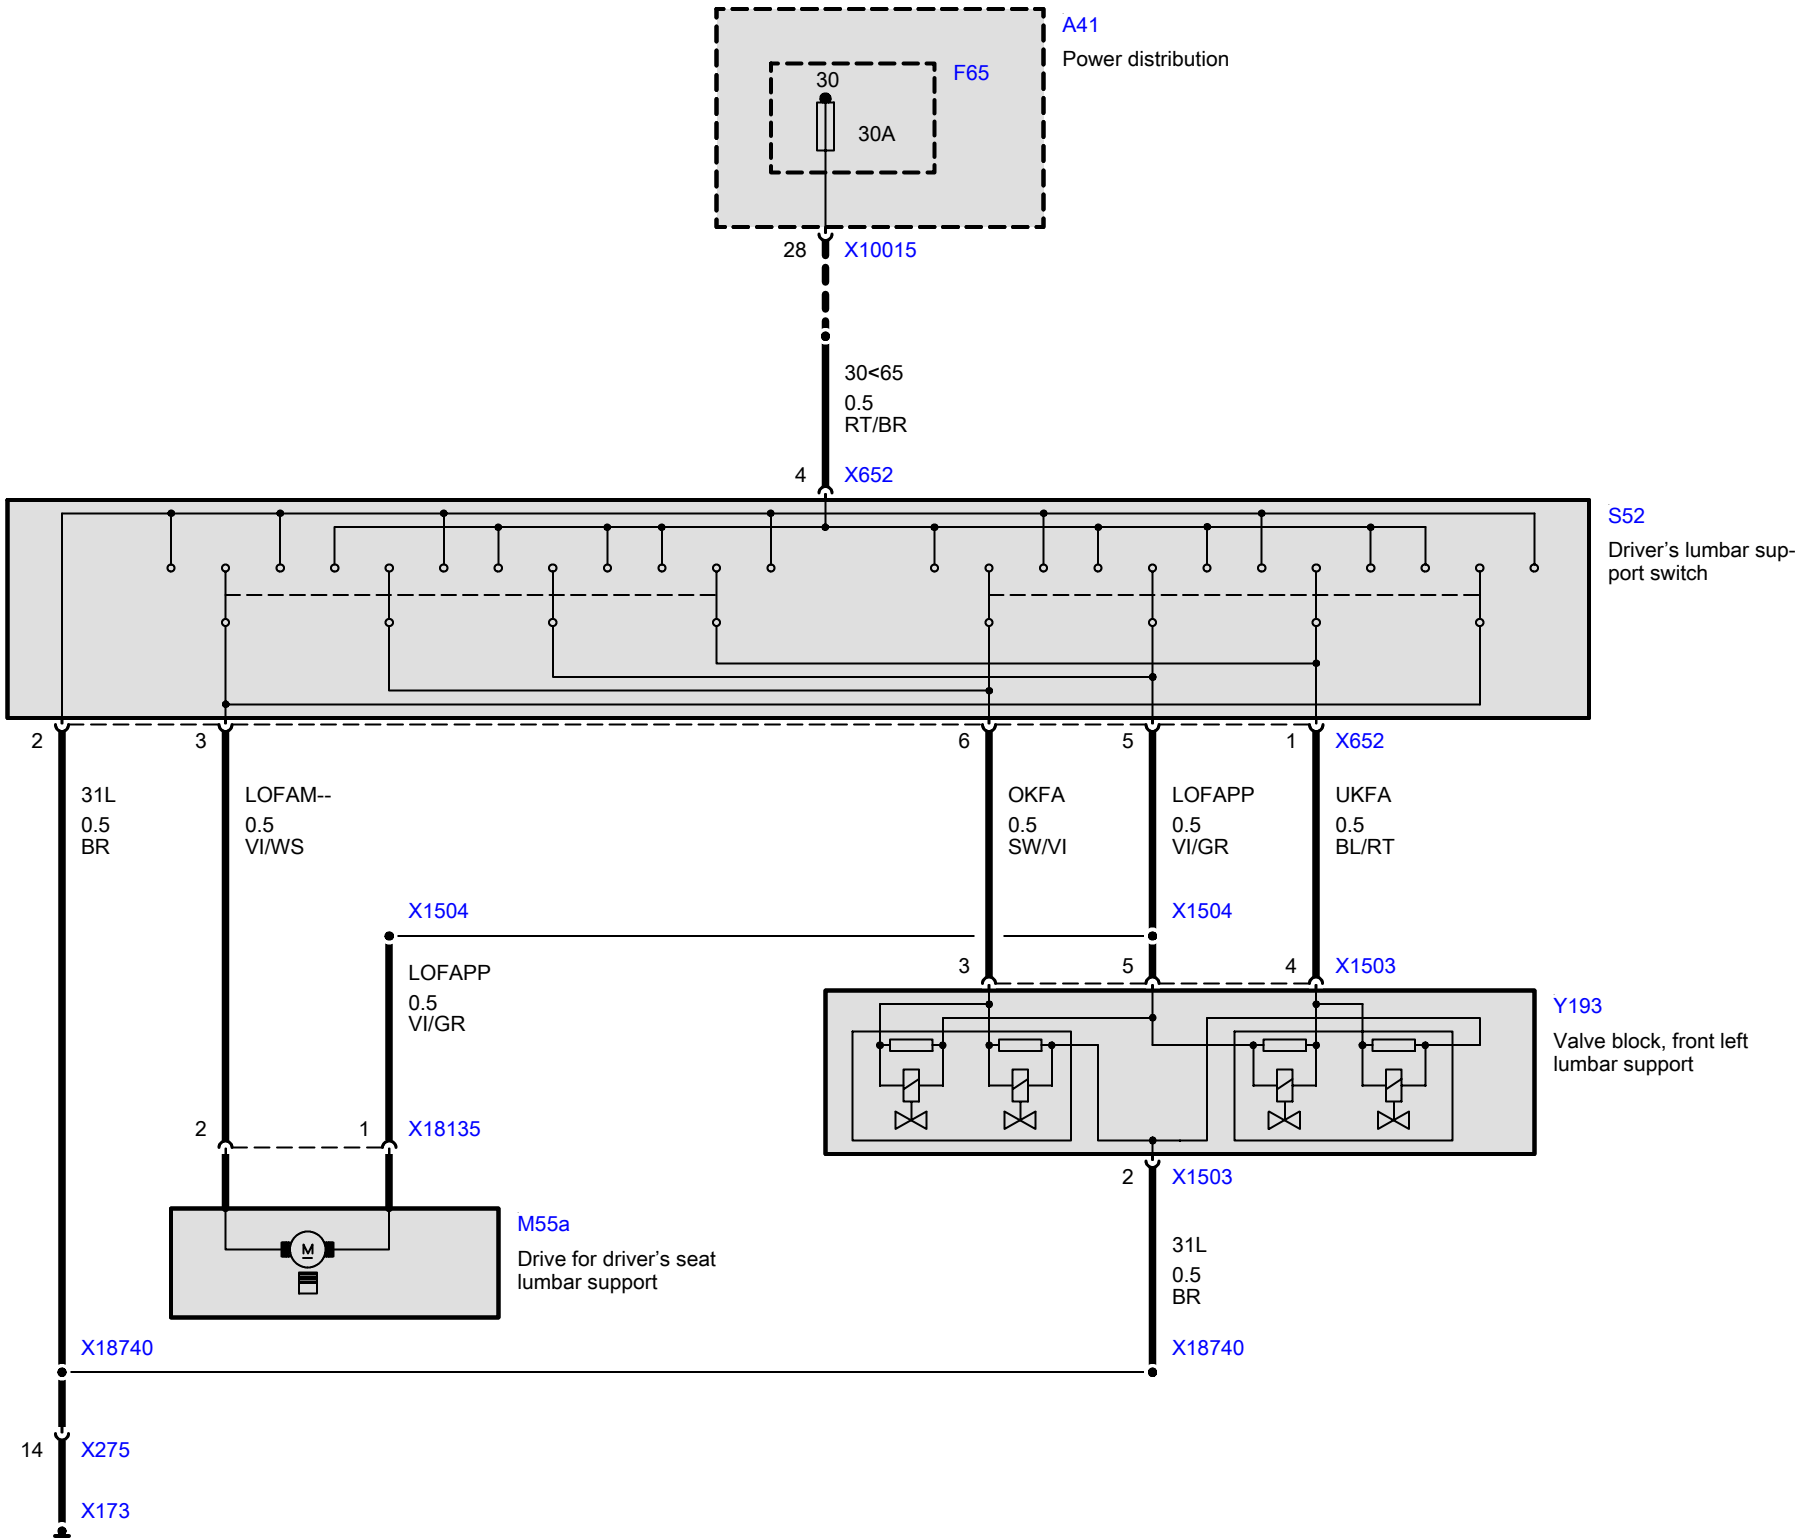 A41
Power distribution
F65
30
30A
28 X10015
30<65
0.5
RT/BR
4 X652
S52
Driver's lumbar sup-
port switch
2 3 6 5 1 X652
31L LOFAM-- OKFA LOFAPP UKFA
0.5 0.5 0.5 0.5 0.5
BR VI/WS SW/VI VI/GR BL/RT
X1504 X1504
3 5 4 X1503
LOFAPP
0.5
VI/GR
Y193
Valve block, front left
lumbar support
2 1 X18135
2 X1503
M55a
Drive for driver's seat
lumbar support
M
31L
0.5
BR
X18740 X18740
14 X275
X173